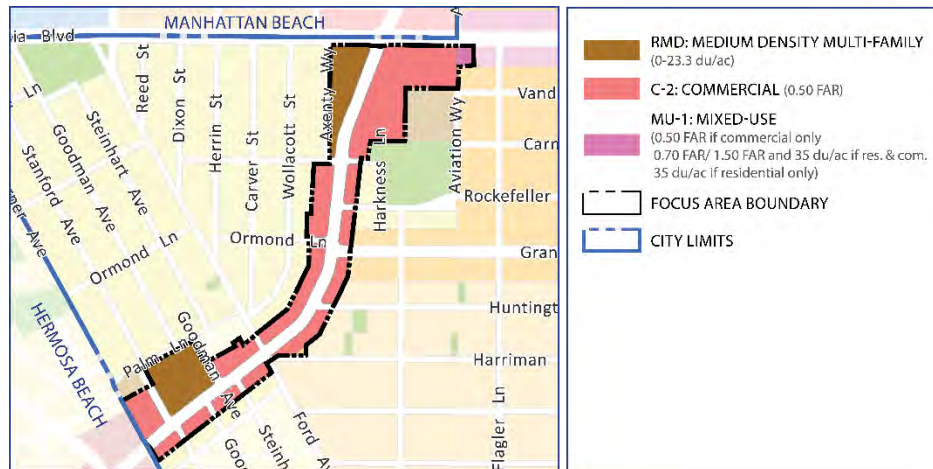 MANHATTAN BEACH
via Blvd
A
Reed St
Dixon St
Herrin St
Carver St
Wollacott St
Axenty Wy
Ln
Goodman Ave
Steinhart Ave
Stanford Ave
ner Ave
Ormond Ln
Ormond Ln
Harkness Ln
Aviation Wy
Vand
Carn
Rockefeller
Gran
Huntingt
Harriman
Flagler Ln
HERMOSA BEACH
Palm Ln
Goodman Ave
Ford Av
Steinh
Goo
RMD: MEDIUM DENSITY MULTI-FAMILY
(0-23.3 du/ac)
C-2: COMMERCIAL (0.50 FAR)
MU-1: MIXED-USE
(0.50 FAR if commercial only
0.70 FAR/ 1.50 FAR and 35 du/ac if res. & com.
35 du/ac if residential only)
FOCUS AREA BOUNDARY
CITY LIMITS